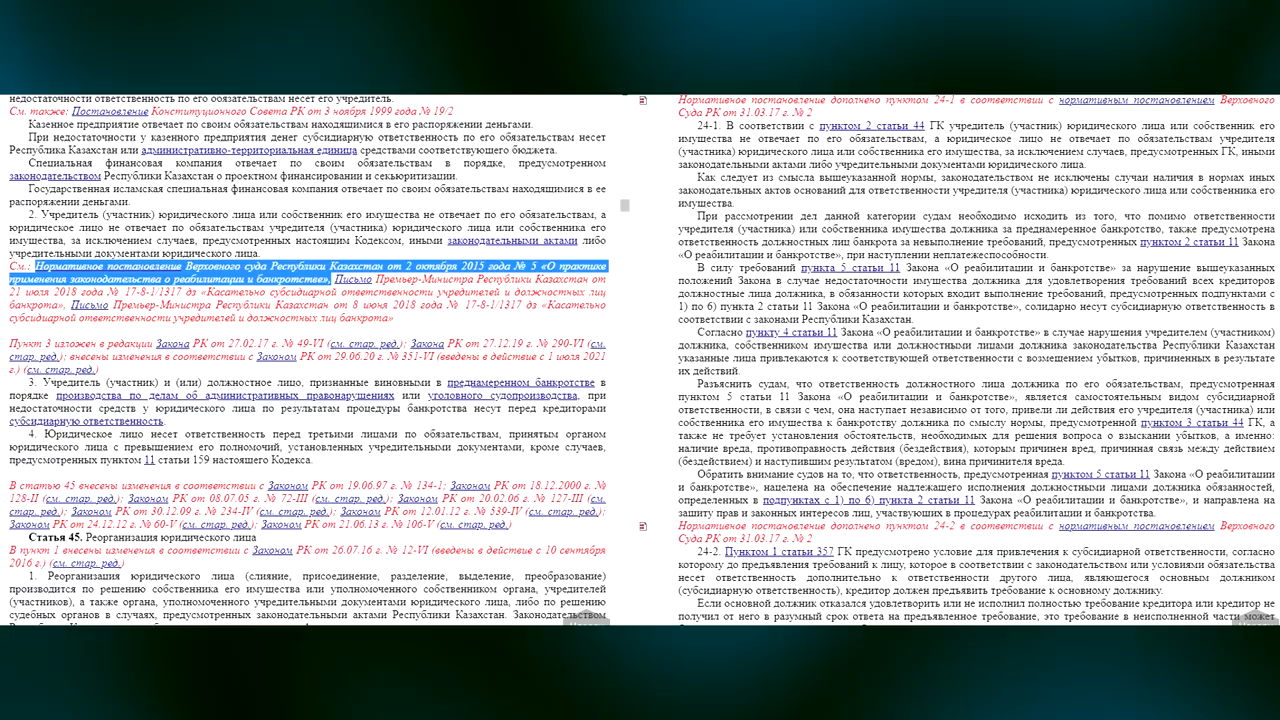 недостаточности ответственность по его обязательствам несет его учредитель.
См. также: Постановление Конституционного Совета РК от 3 ноября 1999 года № 19/2
Казенное предприятие отвечает по своим обязательствам находящимися в его распоряжении деньгами.
При недостаточности у казенного предприятия денег субсидиарную ответственность по его обязательствам несет
Республика Казахстан или административно-территориальная единица средствами соответствующего бюджета.
Специальная финансовая компания отвечает по своим обязательствам в порядке, предусмотренном
законодательством Республики Казахстан о проектном финансировании и секьюритизации.
Государственная исламская специальная финансовая компания отвечает по своим обязательствам находящимися в ее
распоряжении деньгами.
2. Учредитель (участник) юридического лица или собственник его имущества не отвечает по его обязательствам, а
юридическое лицо не отвечает по обязательствам учредителя (участника) юридического лица или собственника его
имущества, за исключением случаев, предусмотренных настоящим Кодексом, иными законодательными актами либо
учредительными документами юридического лица.
См.: Нормативное постановление Верховного суда Республики Казахстан от 2 октября 2015 года № 5 «О практике
применения законодательства о реабилитации и банкротстве», Письмо Премьер-Министра Республики Казахстан от
21 июля 2018 года № 17-8-1/1317 дз «Касательно субсидиарной ответственности учредителей и должностных лиц
банкрота», Письмо Премьер-Министра Республики Казахстан от 8 июня 2018 года № 17-8-1/1317 дз «Касательно
субсидиарной ответственности учредителей и должностных лиц банкрота»
Пункт 3 изложен в редакции Закона РК от 27.02.17 г. № 49-VI (см. стар. ред.); Закона РК от 27.12.19 г. № 290-VI (см.
стар. ред.); внесены изменения в соответствии с Законом РК от 29.06.20 г. № 351-VI (введены в действие с 1 июля 2021
г.) (см. стар. ред.)
3. Учредитель (участник) и (или) должностное лицо, признанные виновными в преднамеренном банкротстве в
порядке производства по делам об административных правонарушениях или уголовного судопроизводства, при
недостаточности средств у юридического лица по результатам процедуры банкротства несут перед кредиторами
субсидиарную ответственность.
4. Юридическое лицо несет ответственность перед третьими лицами по обязательствам, принятым органом
юридического лица с превышением его полномочий, установленных учредительными документами, кроме случаев,
предусмотренных пунктом 11 статьи 159 настоящего Кодекса.
В статью 45 внесены изменения в соответствии с Законом РК от 19.06.97 г. № 134-1; Законом РК от 18.12.2000 г. №
128-II (см. стар. ред.); Законом РК от 08.07.05 г. № 72-III (см. стар. ред.); Законом РК от 20.02.06 г. № 127-III (см.
стар. ред.); Законом РК от 30.12.09 г. № 234-IV (см. стар. ред.); Законом РК от 12.01.12 г. № 539-IV (см. стар. ред.);
Законом РК от 24.12.12 г. № 60-V (см. стар. ред.); Законом РК от 21.06.13 г. № 106-V (см. стар. ред.)
Статья 45. Реорганизация юридического лица
В пункт 1 внесены изменения в соответствии с Законом РК от 26.07.16 г. № 12-VI (введены в действие с 10 сентября
2016 г.) (см. стар. ред.)
1. Реорганизация юридического лица (слияние, присоединение, разделение, выделение, преобразование)
производится по решению собственника его имущества или уполномоченного собственником органа, учредителей
(участников), а также органа, уполномоченного учредительными документами юридического лица, либо по решению
судебных органов в случаях, предусмотренных законодательными актами Республики Казахстан. Законодательством
Нормативное постановление дополнено пунктом 24-1 в соответствии с нормативным постановлением Верховного
Суда РК от 31.03.17 г. № 2
24-1. В соответствии с пунктом 2 статьи 44 ГК учредитель (участник) юридического лица или собственник его
имущества не отвечает по его обязательствам, а юридическое лицо не отвечает по обязательствам учредителя
(участника) юридического лица или собственника его имущества, за исключением случаев, предусмотренных ГК, иными
законодательными актами либо учредительными документами юридического лица.
Как следует из смысла вышеуказанной нормы, законодательством не исключены случаи наличия в нормах иных
законодательных актов оснований для ответственности учредителя (участника) юридического лица или собственника его
имущества.
При рассмотрении дел данной категории судам необходимо исходить из того, что помимо ответственности
учредителя (участника) или собственника имущества должника за преднамеренное банкротство, также предусмотрена
ответственность должностных лиц банкрота за невыполнение требований, предусмотренных пунктом 2 статьи 11 Закона
«О реабилитации и банкротстве», при наступлении неплатежеспособности.
В силу требований пункта 5 статьи 11 Закона «О реабилитации и банкротстве» за нарушение вышеуказанных
положений Закона в случае недостаточности имущества должника для удовлетворения требований всех кредиторов
должностные лица должника, в обязанности которых входит выполнение требований, предусмотренных подпунктами с
1) по 6) пункта 2 статьи 11 Закона «О реабилитации и банкротстве», солидарно несут субсидиарную ответственность в
соответствии с законами Республики Казахстан.
Согласно пункту 4 статьи 11 Закона «О реабилитации и банкротстве» в случае нарушения учредителем (участником)
должника, собственником имущества или должностными лицами должника законодательства Республики Казахстан
указанные лица привлекаются к соответствующей ответственности с возмещением убытков, причиненных в результате
их действий.
Разъяснить судам, что ответственность должностного лица должника по его обязательствам, предусмотренная
пунктом 5 статьи 11 Закона «О реабилитации и банкротстве», является самостоятельным видом субсидиарной
ответственности, в связи с чем, она наступает независимо от того, привели ли действия его учредителя (участника) или
собственника его имущества к банкротству должника по смыслу нормы, предусмотренной пунктом 3 статьи 44 ГК, а
также не требует установления обстоятельств, необходимых для решения вопроса о взыскании убытков, а именно:
наличие вреда, противоправность действия (бездействия), которым причинен вред, причинная связь между действием
(бездействием) и наступившим результатом (вредом), вина причинителя вреда.
Обратить внимание судов на то, что ответственность, предусмотренная пунктом 5 статьи 11 Закона «О реабилитации
и банкротстве», нацелена на обеспечение надлежащего исполнения должностными лицами должника обязанностей,
определенных в подпунктах с 1) по 6) пункта 2 статьи 11 Закона «О реабилитации и банкротстве», и направлена на
защиту прав и законных интересов лиц, участвующих в процедурах реабилитации и банкротства.
Нормативное постановление дополнено пунктом 24-2 в соответствии с нормативным постановлением Верховного
Суда РК от 31.03.17 г. № 2
24-2. Пунктом 1 статьи 357 ГК предусмотрено условие для привлечения к субсидиарной ответственности, согласно
которому до предъявления требований к лицу, которое в соответствии с законодательством или условиями обязательства
несет ответственность дополнительно к ответственности другого лица, являющегося основным должником
(субсидиарную ответственность), кредитор должен предъявить требование к основному должнику.
Если основной должник отказался удовлетворить или не исполнил полностью требование кредитора или кредитор не
получил от него в разумный срок ответа на предъявленное требование, это требование в неисполненной части может